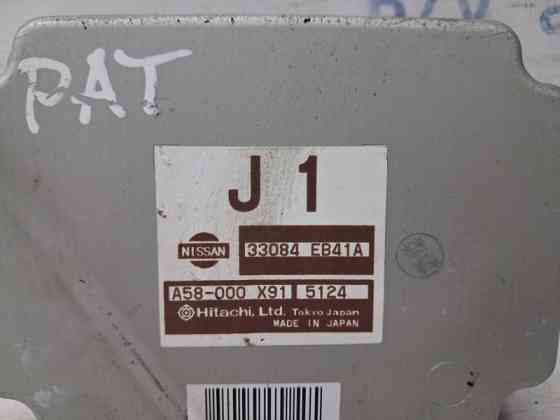 PAT
J 1
NISSAN 33084 EB41A
A58-000 X91 5124
Hitachi, Ltd. Tokyo Japan
MADE IN JAPAN